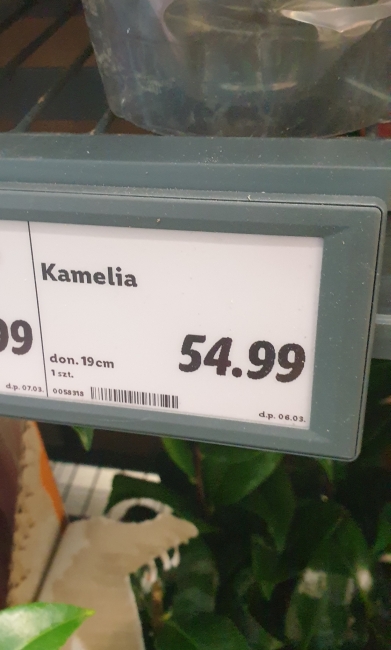 Kamelia
99
54.99
don. 19cm
1 szt.
d.p. 07.03.
0058318
d.p. 06.03.